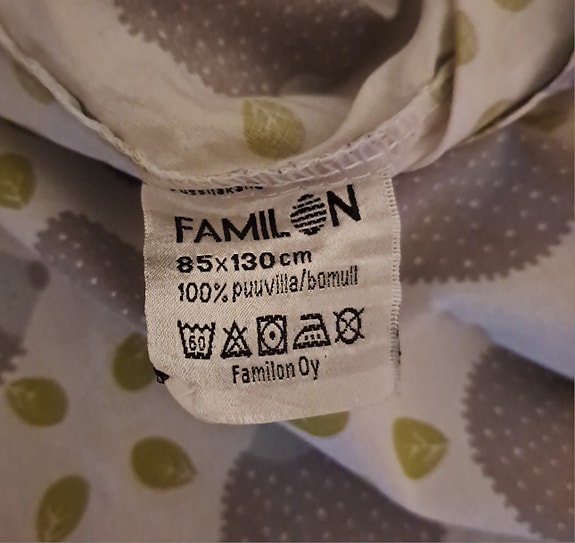 FAMILON
85x130cm
100% puuvilla/bomull
60
Familon Oy